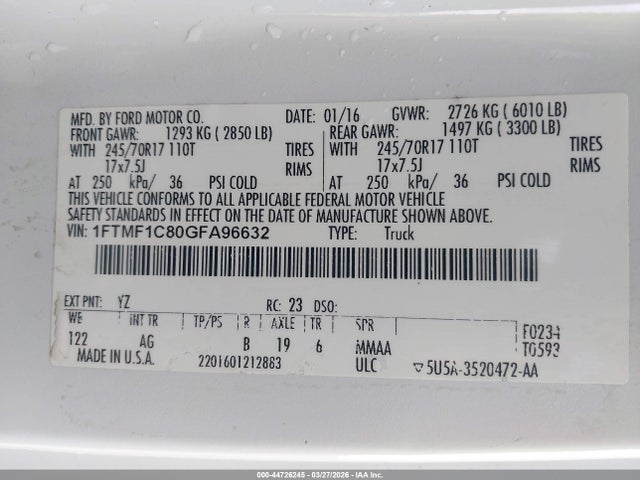 MFD. BY FORD MOTOR CO. DATE: 01/16 GVWR: 2726 KG ( 6010 LB)
FRONT GAWR: 1293 KG ( 2850 LB) REAR GAWR: 1497 KG ( 3300 LB)
WITH 245/70R17 110T TIRES WITH 245/70R17 110T TIRES
17x7.5J RIMS 17x7.5J RIMS
AT 250 kPa/ 36 PSI COLD AT 250 kPa/ 36 PSI COLD
THIS VEHICLE CONFORMS TO ALL APPLICABLE FEDERAL MOTOR VEHICLE
SAFETY STANDARDS IN EFFECT ON THE DATE OF MANUFACTURE SHOWN ABOVE.
VIN: 1FTMF1C80GFA96632 TYPE: Truck
EXT PNT: YZ RC: 23 DSO:
WB INT TR TP/PS R AXLE TR SPR F0234
122 AG B 19 6 MMAA T0593
MADE IN U.S.A. 2201601212883 ULC ▽5U5A-3520472-AA
000-44726245 - 03/27/2026 - IAA Inc.